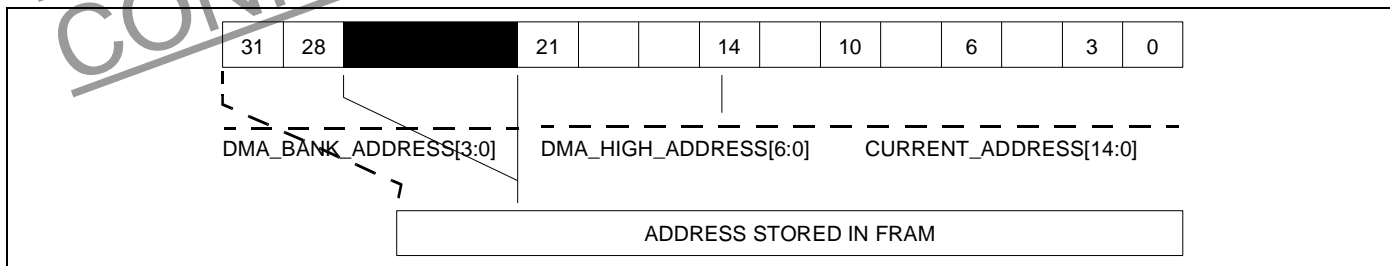 CON
31 28 21 14 10 6 3 0
DMA_BANK_ADDRESS[3:0] DMA_HIGH_ADDRESS[6:0] CURRENT_ADDRESS[14:0]
ADDRESS STORED IN FRAM